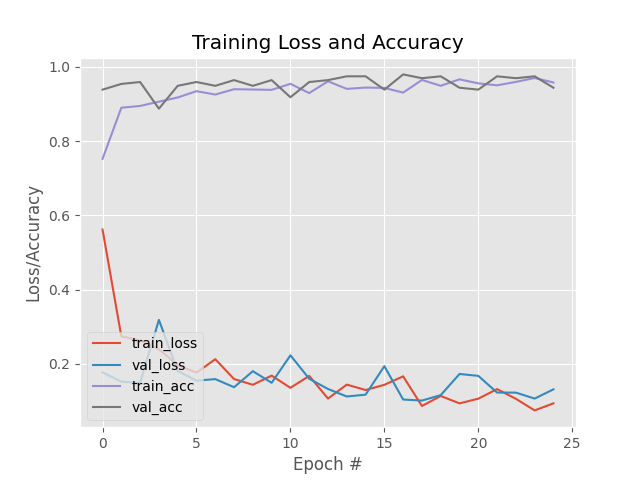 Training Loss and Accuracy
1.0
0.8
0.6
0.4
0.2
Loss/Accuracy
train_loss
val_loss
train_acc
val_acc
0 5 10 15 20 25
Epoch #